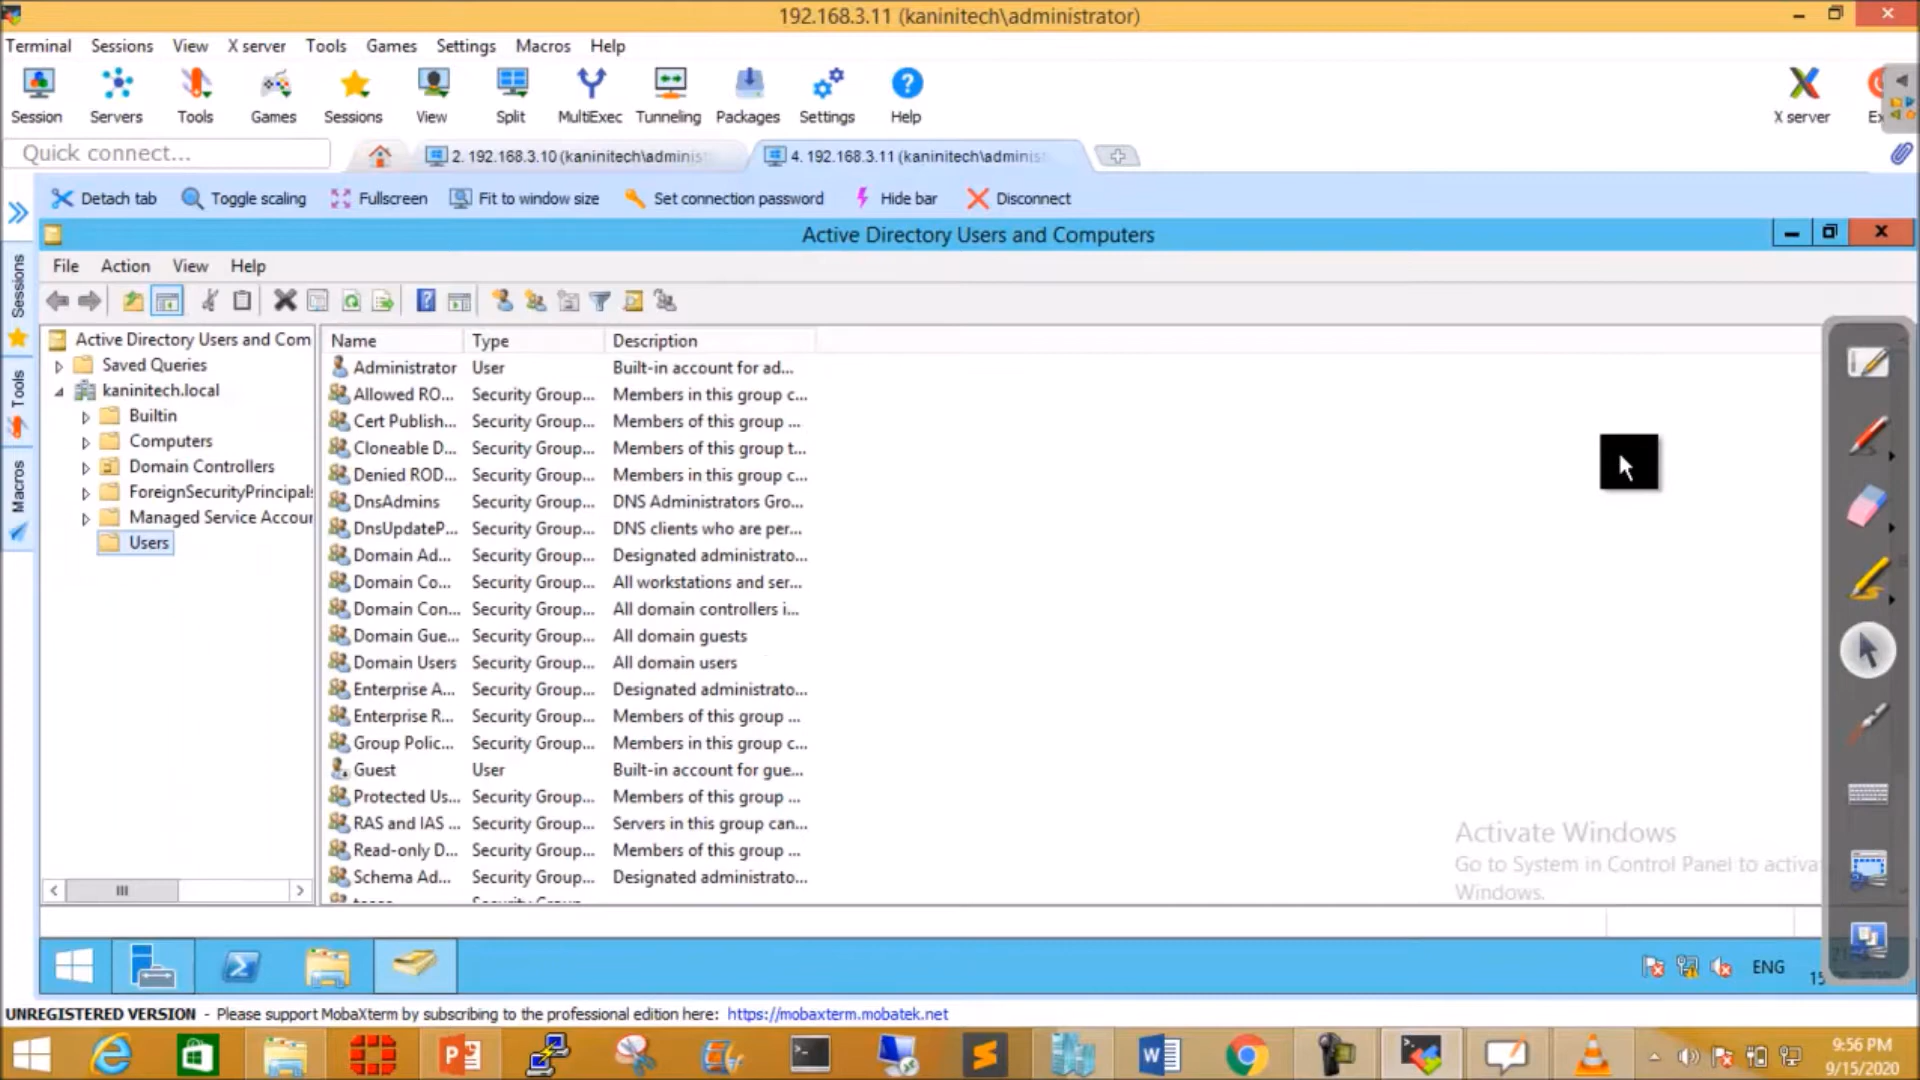 192.168.3.11 (kaninitech\administrator)
Terminal Sessions View X server Tools Games Settings Macros Help
Session Servers Tools Games Sessions View Split MultiExec Tunneling Packages Settings Help X server
Quick connect... 2. 192.168.3.10 (kaninitech\adminis 4. 192.168.3.11 (kaninitech\adminis
Detach tab Toggle scaling Fullscreen Fit to window size Set connection password Hide bar Disconnect
Active Directory Users and Computers
File Action View Help
Sessions
Tools
Macros
Active Directory Users and Com
Saved Queries
kaninitech.local
Builtin
Computers
Domain Controllers
ForeignSecurityPrincipals
Managed Service Accour
Users
Name Type Description
Administrator User Built-in account for ad...
Allowed RO... Security Group... Members in this group c...
Cert Publish... Security Group... Members of this group ...
Cloneable D... Security Group... Members of this group t...
Denied ROD... Security Group... Members in this group c...
DnsAdmins Security Group... DNS Administrators Gro...
DnsUpdateP... Security Group... DNS clients who are per...
Domain Ad... Security Group... Designated administrato...
Domain Co... Security Group... All workstations and ser...
Domain Con... Security Group... All domain controllers i...
Domain Gue... Security Group... All domain guests
Domain Users Security Group... All domain users
Enterprise A... Security Group... Designated administrato...
Enterprise R... Security Group... Members of this group ...
Group Polic... Security Group... Members in this group c...
Guest User Built-in account for gue...
Protected Us... Security Group... Members of this group ...
RAS and IAS ... Security Group... Servers in this group can...
Read-only D... Security Group... Members of this group ...
Schema Ad... Security Group... Designated administrato...
Activate Windows
Go to System in Control Panel to activa
Windows.
ENG
UNREGISTERED VERSION - Please support MobaXterm by subscribing to the professional edition here: https://mobaxterm.mobatek.net
9:56 PM
9/15/2020